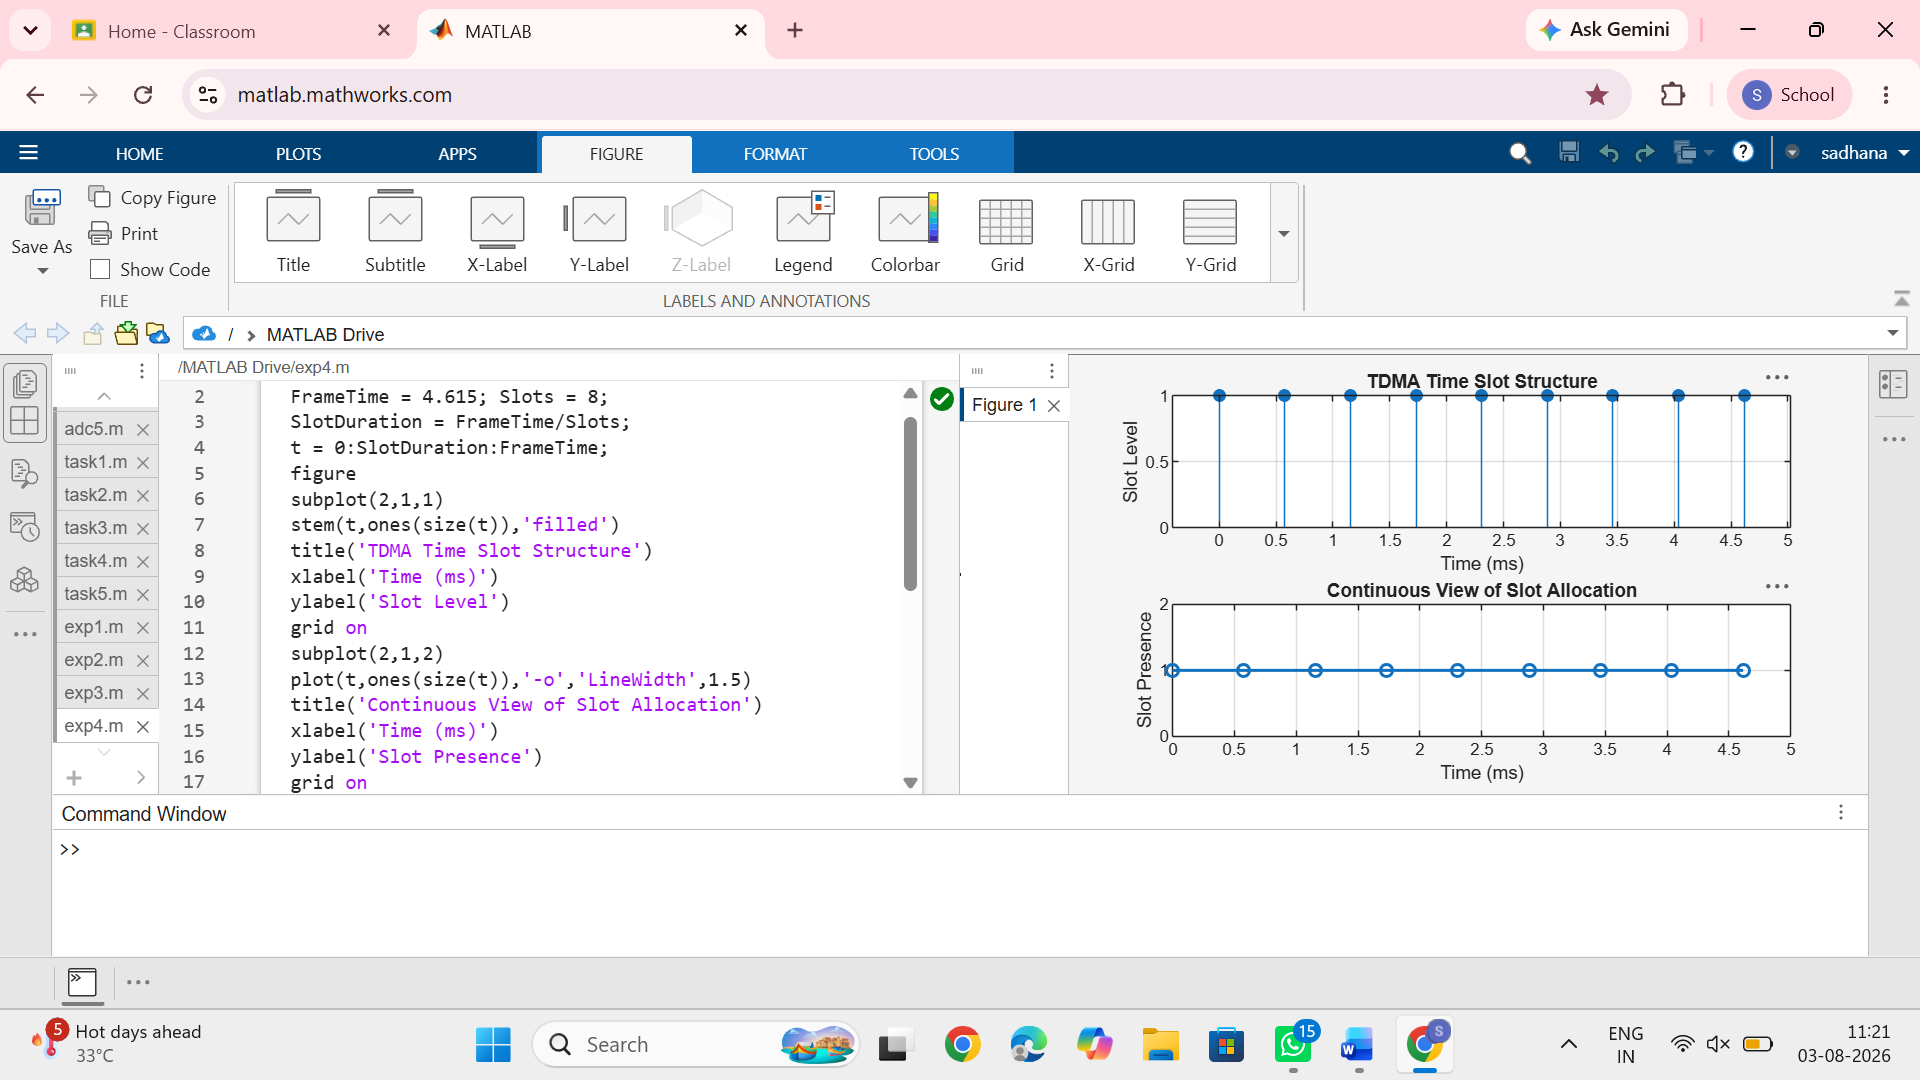 Home - Classroom
MATLAB
Ask Gemini
matlab.mathworks.com
S School
HOME PLOTS APPS FIGURE FORMAT TOOLS
sadhana
Save As
Copy Figure
Print
Show Code
FILE
Title Subtitle X-Label Y-Label Z-Label Legend Colorbar Grid X-Grid Y-Grid
LABELS AND ANNOTATIONS
/ > MATLAB Drive
/MATLAB Drive/exp4.m
adc5.m
task1.m
task2.m
task3.m
task4.m
task5.m
exp1.m
exp2.m
exp3.m
exp4.m
2 FrameTime = 4.615; Slots = 8;
3 SlotDuration = FrameTime/Slots;
4 t = 0:SlotDuration:FrameTime;
5 figure
6 subplot(2,1,1)
7 stem(t,ones(size(t)),'filled')
8 title('TDMA Time Slot Structure')
9 xlabel('Time (ms)')
10 ylabel('Slot Level')
11 grid on
12 subplot(2,1,2)
13 plot(t,ones(size(t)),'-o','LineWidth',1.5)
14 title('Continuous View of Slot Allocation')
15 xlabel('Time (ms)')
16 ylabel('Slot Presence')
17 grid on
Figure 1
TDMA Time Slot Structure
Slot Level
1
0.5
0
0 0.5 1 1.5 2 2.5 3 3.5 4 4.5 5
Time (ms)
Continuous View of Slot Allocation
Slot Presence
2
1
0
0 0.5 1 1.5 2 2.5 3 3.5 4 4.5 5
Time (ms)
Command Window
>>
5
Hot days ahead
33°C
Search
15
S
ENG
IN
11:21
03-08-2026